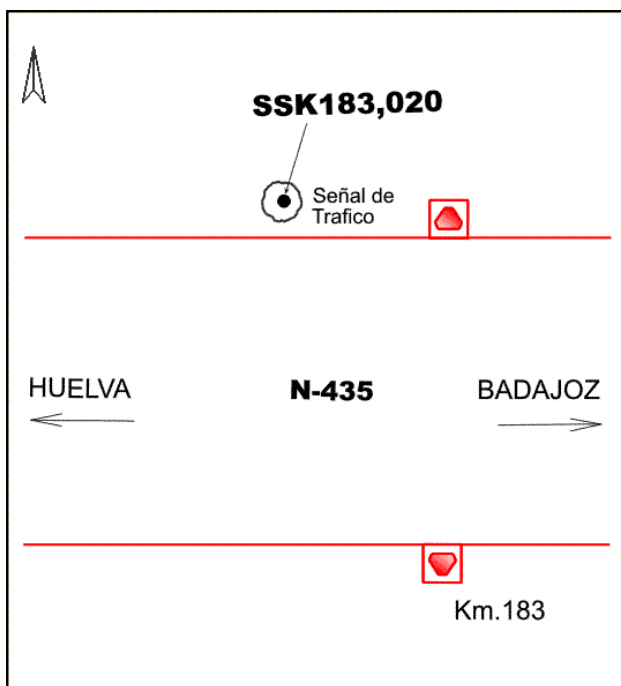 SSK183,020
Señal de
Trafico
HUELVA
N-435
BADAJOZ
Km.183